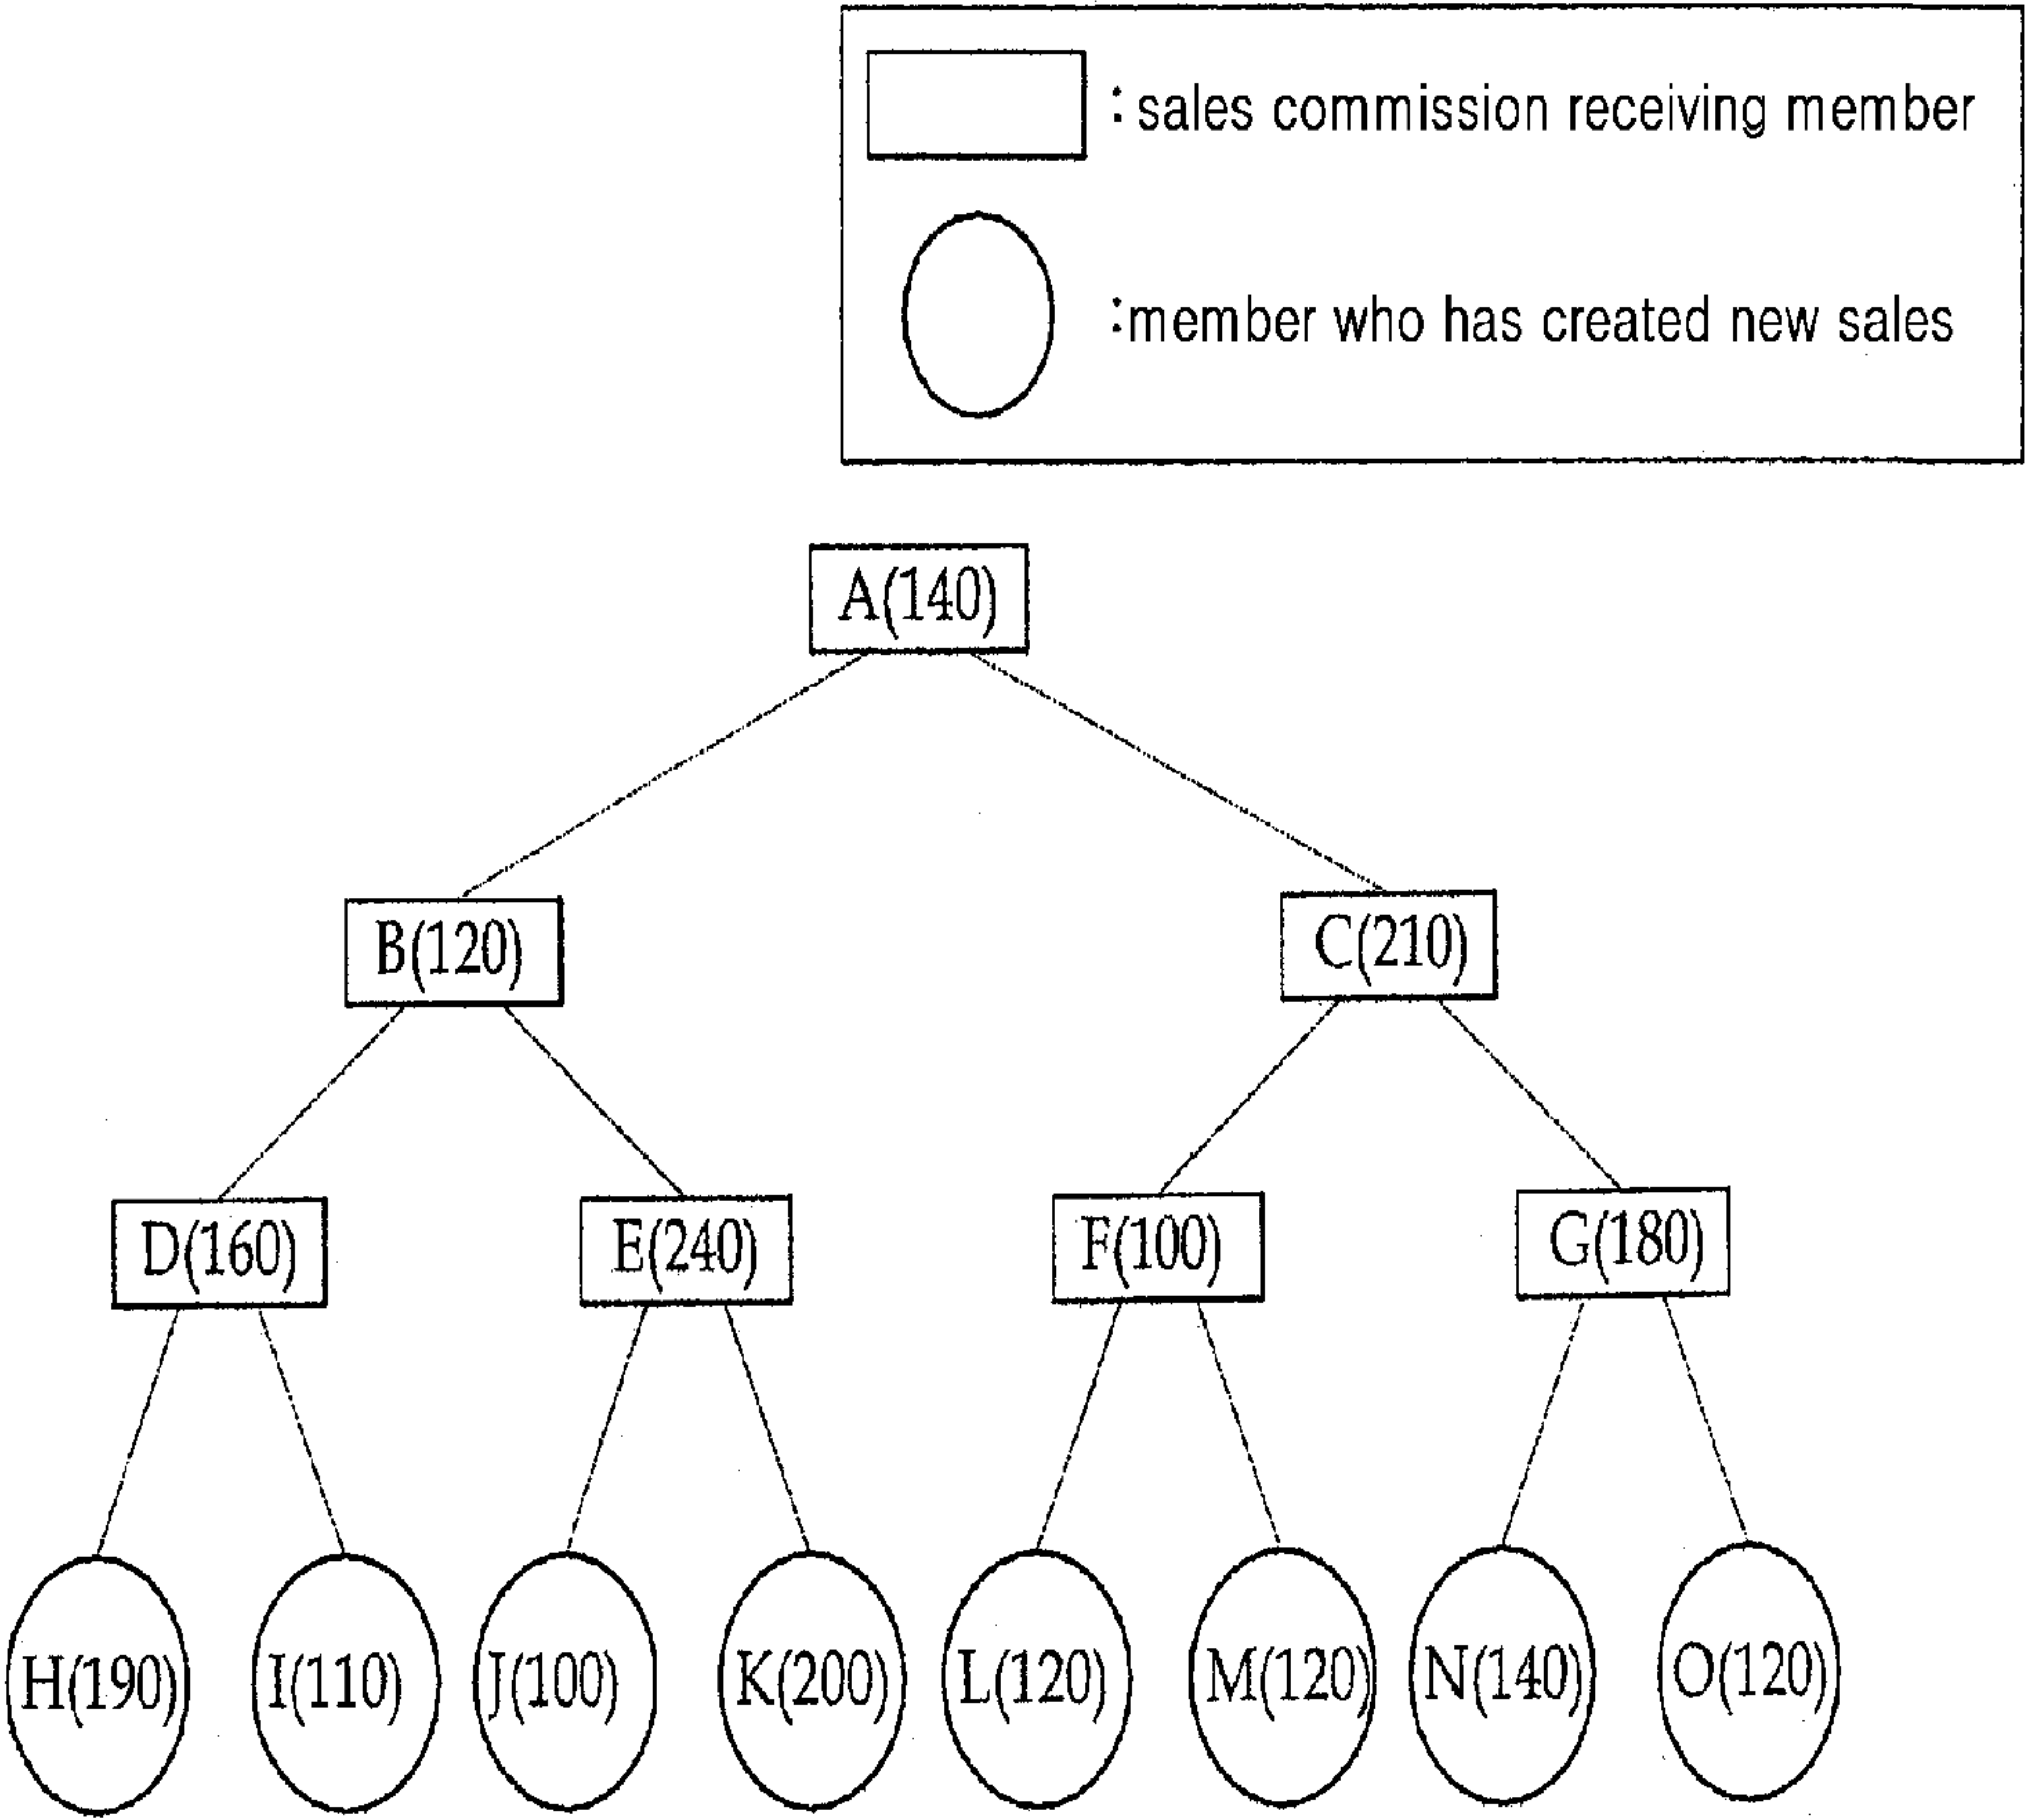 : sales commission receiving member
:member who has created new sales
A(140)
B(120) C(210)
D(160) E(240) F(100) G(180)
H(190) I(110) J(100) K(200) L(120) M(120) N(140) O(120)